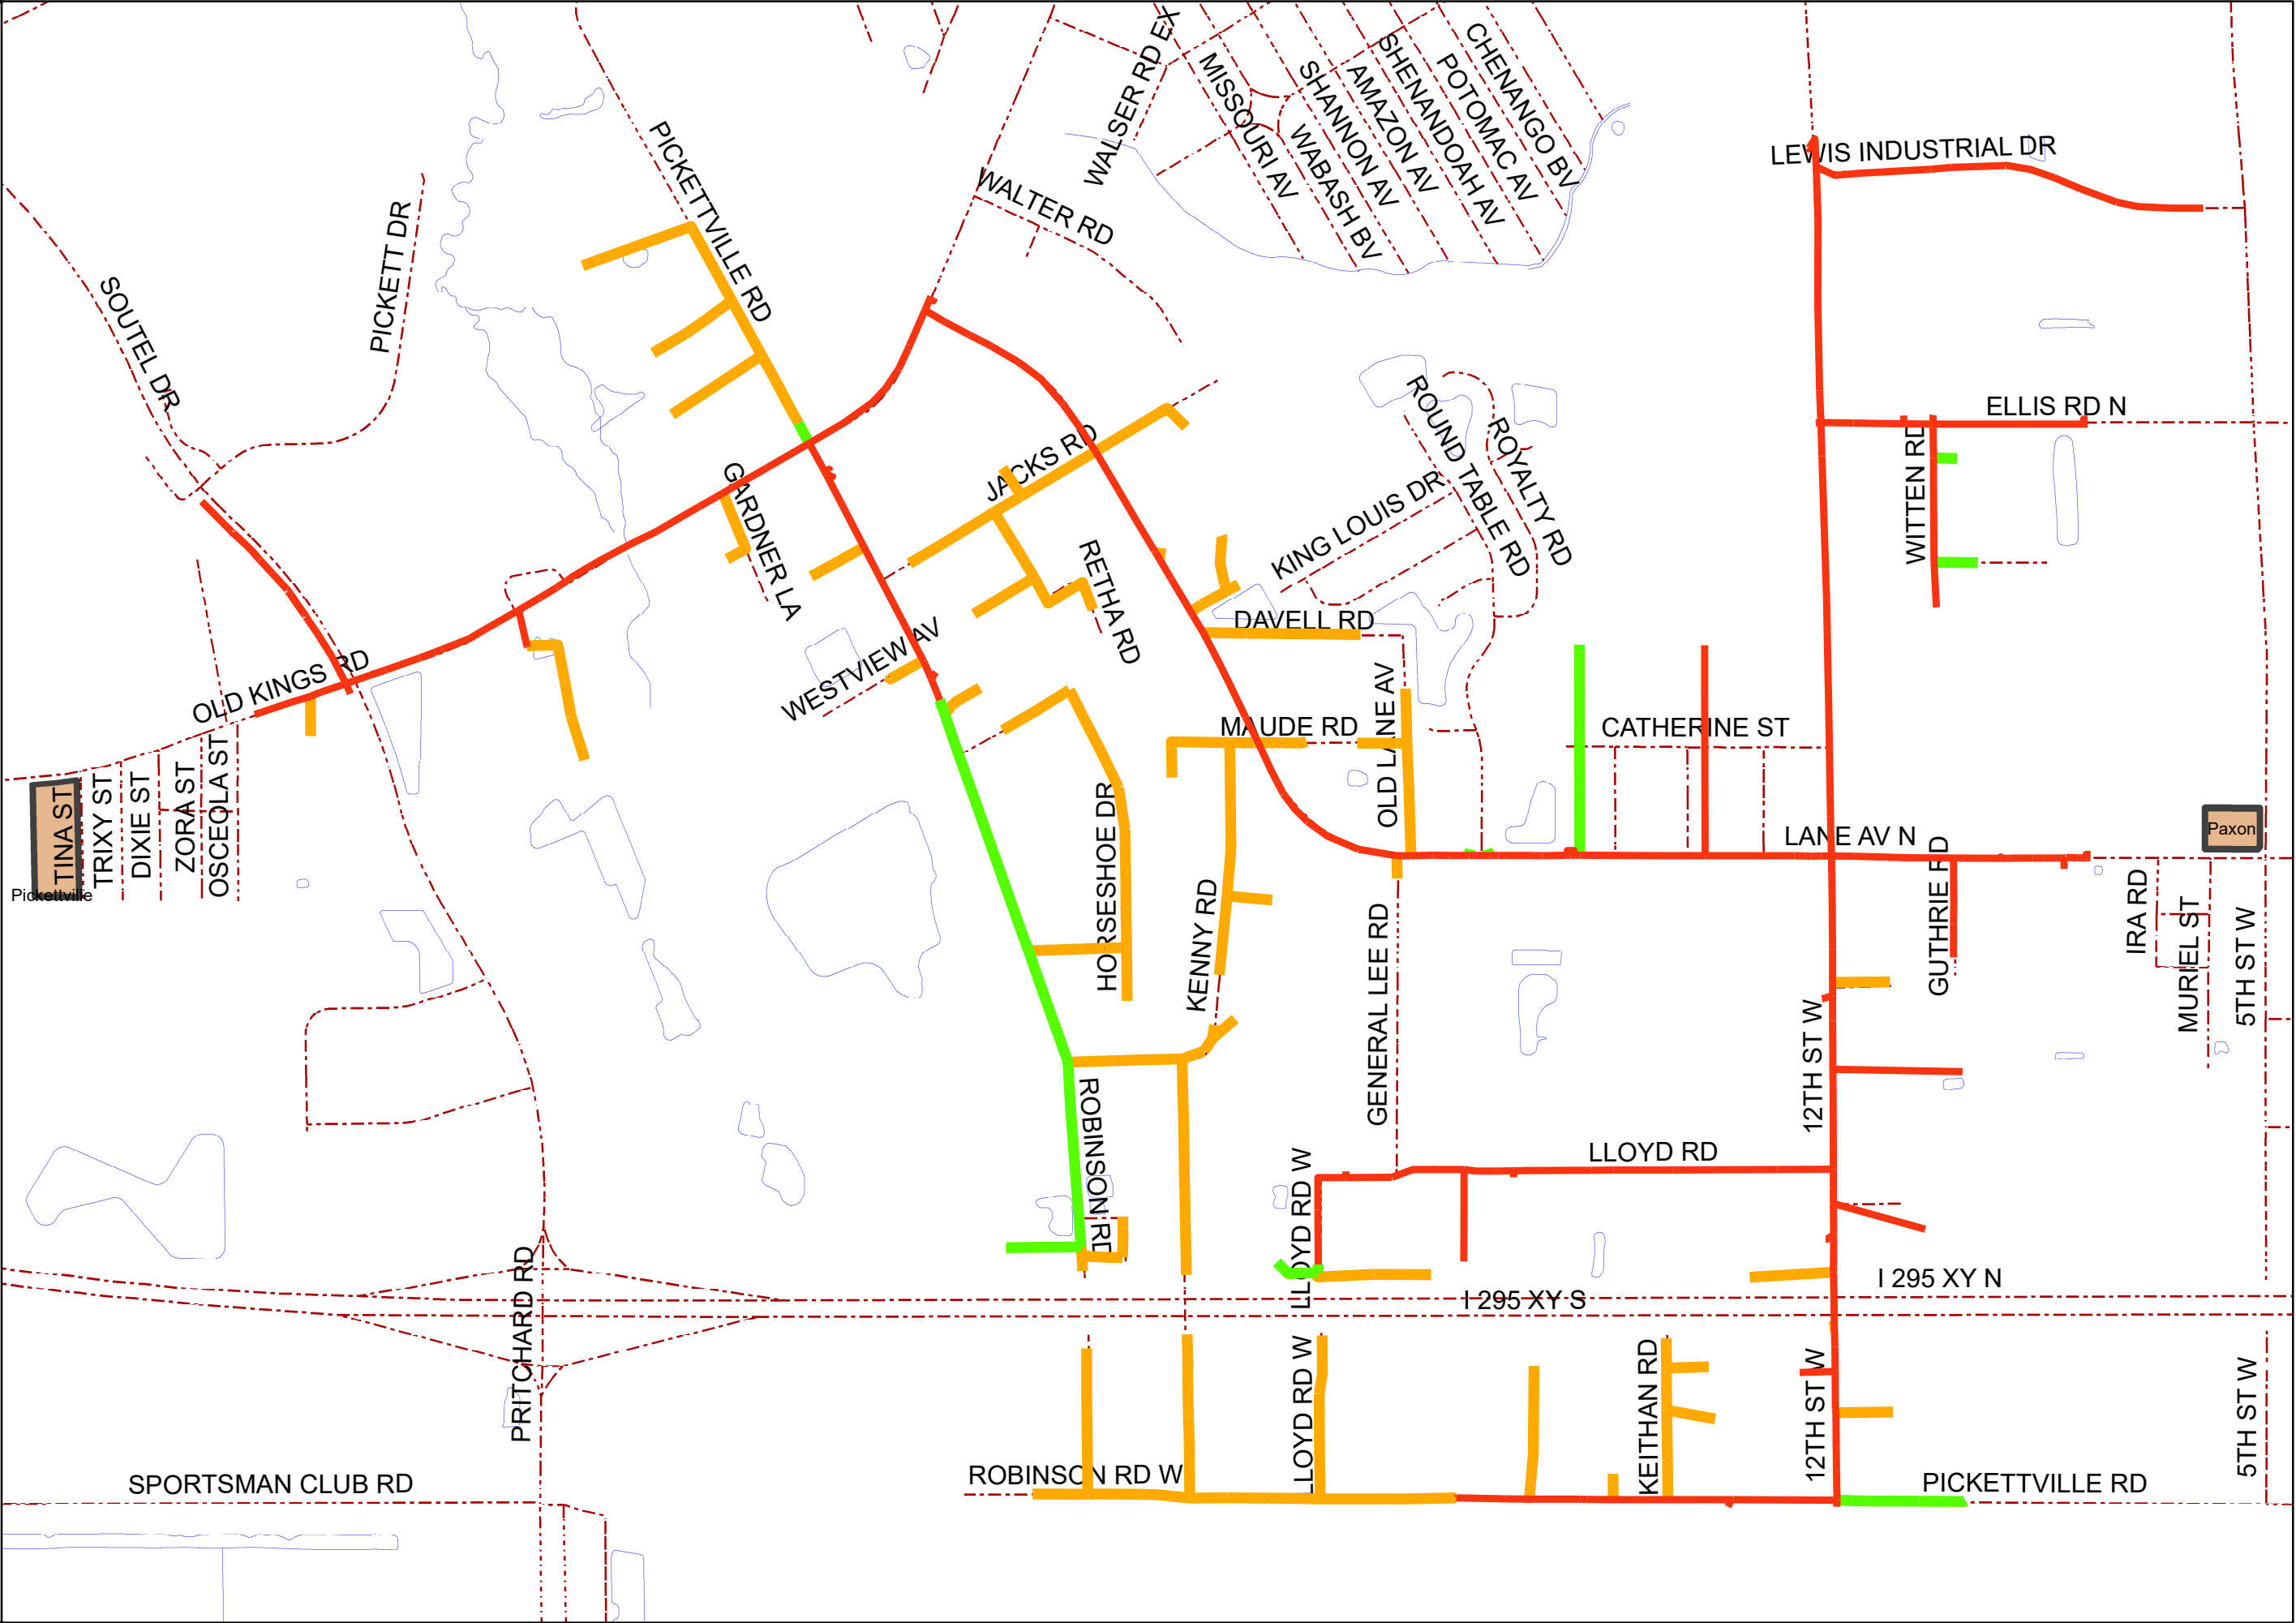 WALSER RD EX
MISSOURI AV
SHANNON AV
WABASH BV
AMAZON AV
SHENANDOAH AV
POTOMAC AV
CHENANGO BV
PICKETTVILLE RD
WALTER RD
LEWIS INDUSTRIAL DR
PICKETT DR
SOUTEL DR
ELLIS RD N
WITTEN RD
JACKS RD
GARDNER LA
ROUND TABLE RD
ROYALTY RD
KING LOUIS DR
RETHA RD
DAVELL RD
WESTVIEW AV
OLD KINGS RD
MAUDE RD
OLD LANE AV
CATHERINE ST
LANE AV N
TINA ST
TRIXY ST
DIXIE ST
ZORA ST
OSCEOLA ST
Pickettville
Paxon
HORSESHOE DR
KENNY RD
GENERAL LEE RD
GUTHRIE RD
IRA RD
MURIEL ST
5TH ST W
12TH ST W
ROBINSON RD
LLOYD RD
LLOYD RD W
PRITCHARD RD
I 295 XY N
I 295 XY S
LLOYD RD W
KEITHAN RD
12TH ST W
5TH ST W
SPORTSMAN CLUB RD
ROBINSON RD W
PICKETTVILLE RD